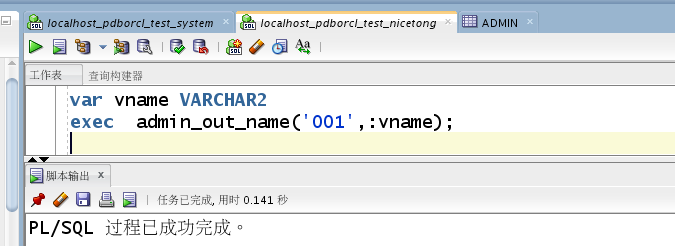 localhost_pdborcl_test_system localhost_pdborcl_test_nicetong ADMIN
工作表 查询构建器
var vname VARCHAR2
exec  admin_out_name('001',:vname);
脚本输出
任务已完成, 用时 0.141 秒
PL/SQL 过程已成功完成。